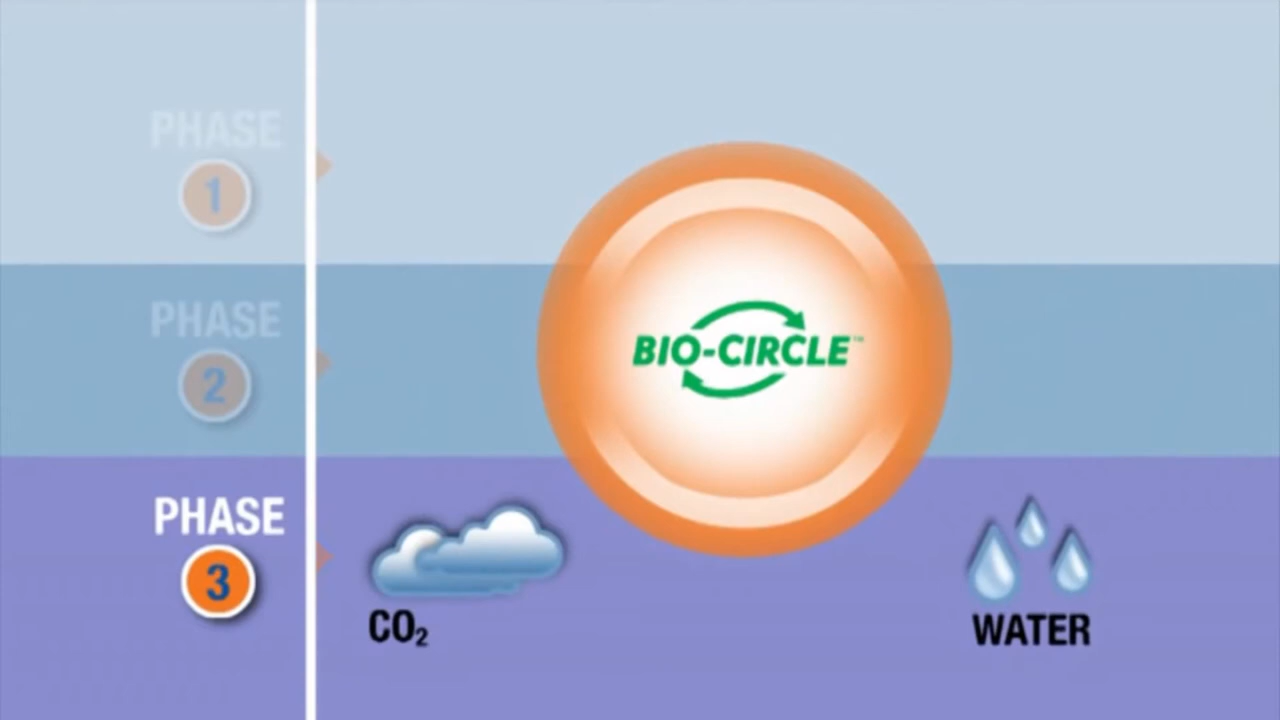 PHASE
1
PHASE
2
BIO-CIRCLE™
PHASE
3
CO₂
WATER